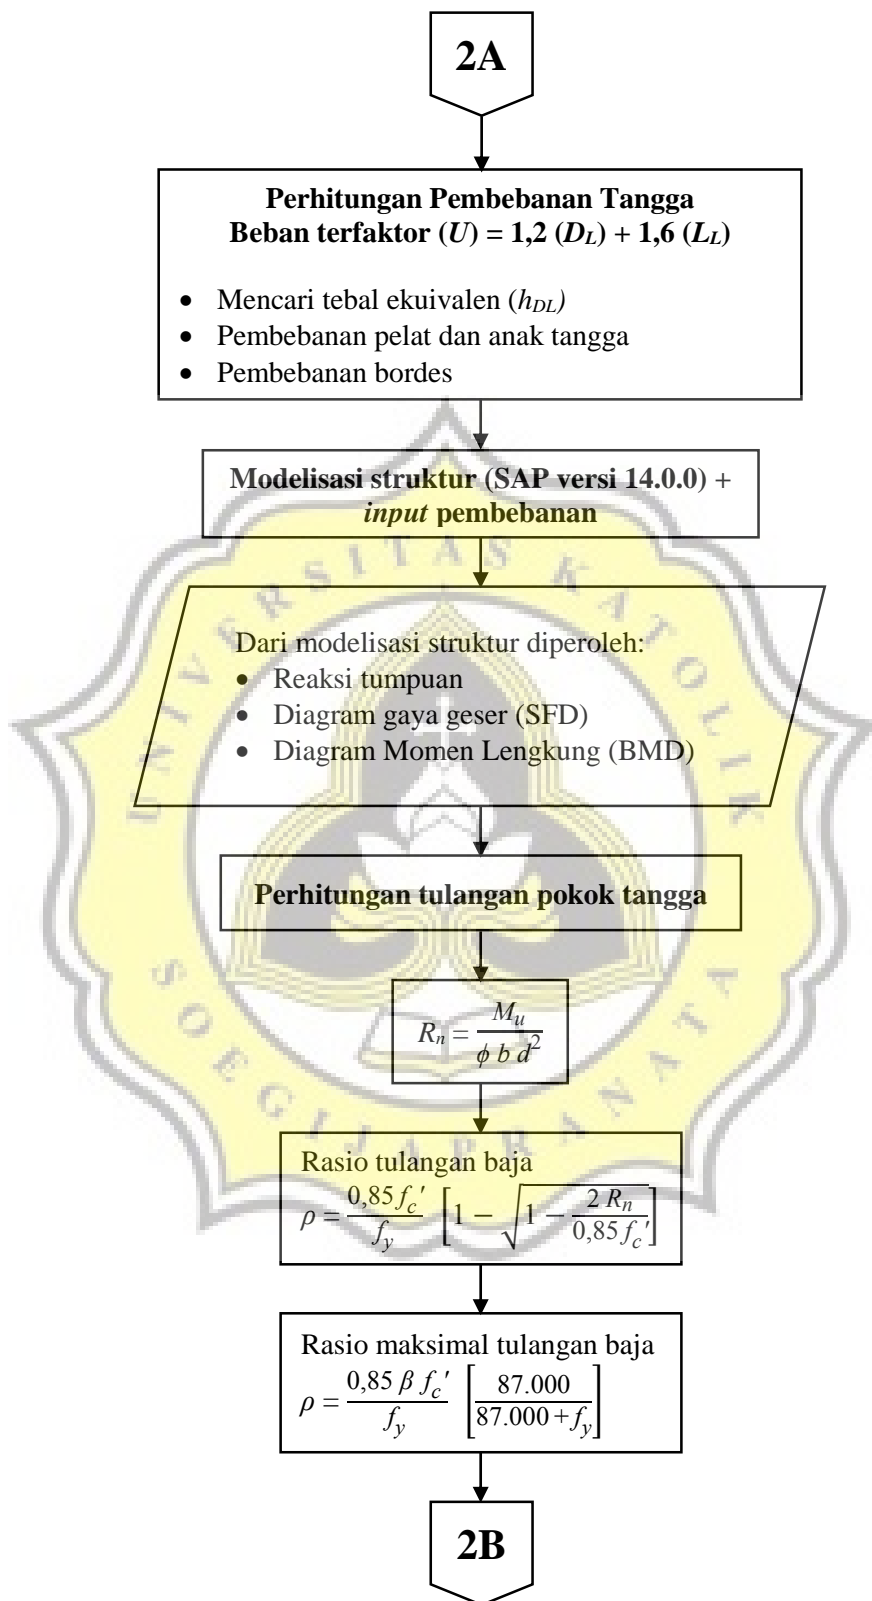 2A
Perhitungan Pembebanan Tangga
Beban terfaktor (U) = 1,2 (D_L) + 1,6 (L_L)
• Mencari tebal ekuivalen (h_DL)
• Pembebanan pelat dan anak tangga
• Pembebanan bordes
Modelisasi struktur (SAP versi 14.0.0) +
input pembebanan
Dari modelisasi struktur diperoleh:
• Reaksi tumpuan
• Diagram gaya geser (SFD)
• Diagram Momen Lengkung (BMD)
Perhitungan tulangan pokok tangga
R_n = M_u / (ϕ b d²)
Rasio tulangan baja
ρ = 0,85 f_c′ / f_y [1 − √(1 − 2 R_n / 0,85 f_c′)]
Rasio maksimal tulangan baja
ρ = 0,85 β f_c′ / f_y [87.000 / (87.000 + f_y)]
2B
UNIVERSITAS KATOLIK
SOEGIJAPRANATA